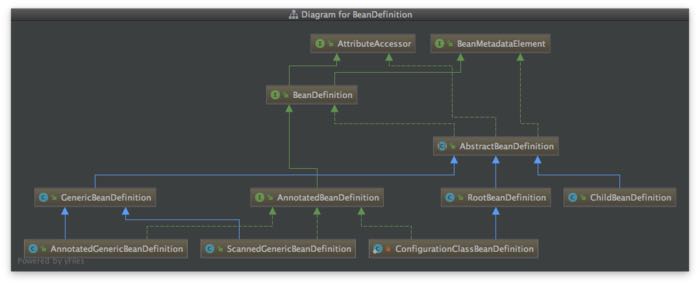 Diagram for BeanDefinition
AttributeAccessor
BeanMetadataElement
BeanDefinition
AbstractBeanDefinition
GenericBeanDefinition
AnnotatedBeanDefinition
RootBeanDefinition
ChildBeanDefinition
AnnotatedGenericBeanDefinition
ScannedGenericBeanDefinition
ConfigurationClassBeanDefinition
Powered by yFiles